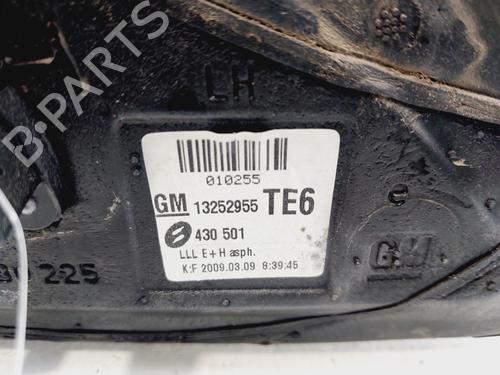 LH
010255
GM 13252955 TE6
430 501
LLL E+H asph.
K:F 2009.03.09 8:39:45
GM
225
B-PARTS